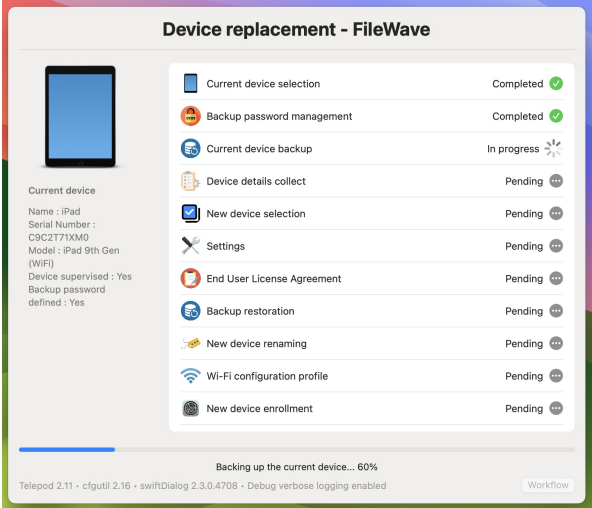 Device replacement - FileWave
Current device
Name : iPad
Serial Number :
C9C2T71XM0
Model : iPad 9th Gen
(WiFi)
Device supervised : Yes
Backup password
defined : Yes
Current device selection Completed
Backup password management Completed
Current device backup In progress
Device details collect Pending
New device selection Pending
Settings Pending
End User License Agreement Pending
Backup restoration Pending
New device renaming Pending
Wi-Fi configuration profile Pending
New device enrollment Pending
Backing up the current device... 60%
Telepod 2.11 • cfgutil 2.16 • swiftDialog 2.3.0.4708 • Debug verbose logging enabled
Workflow